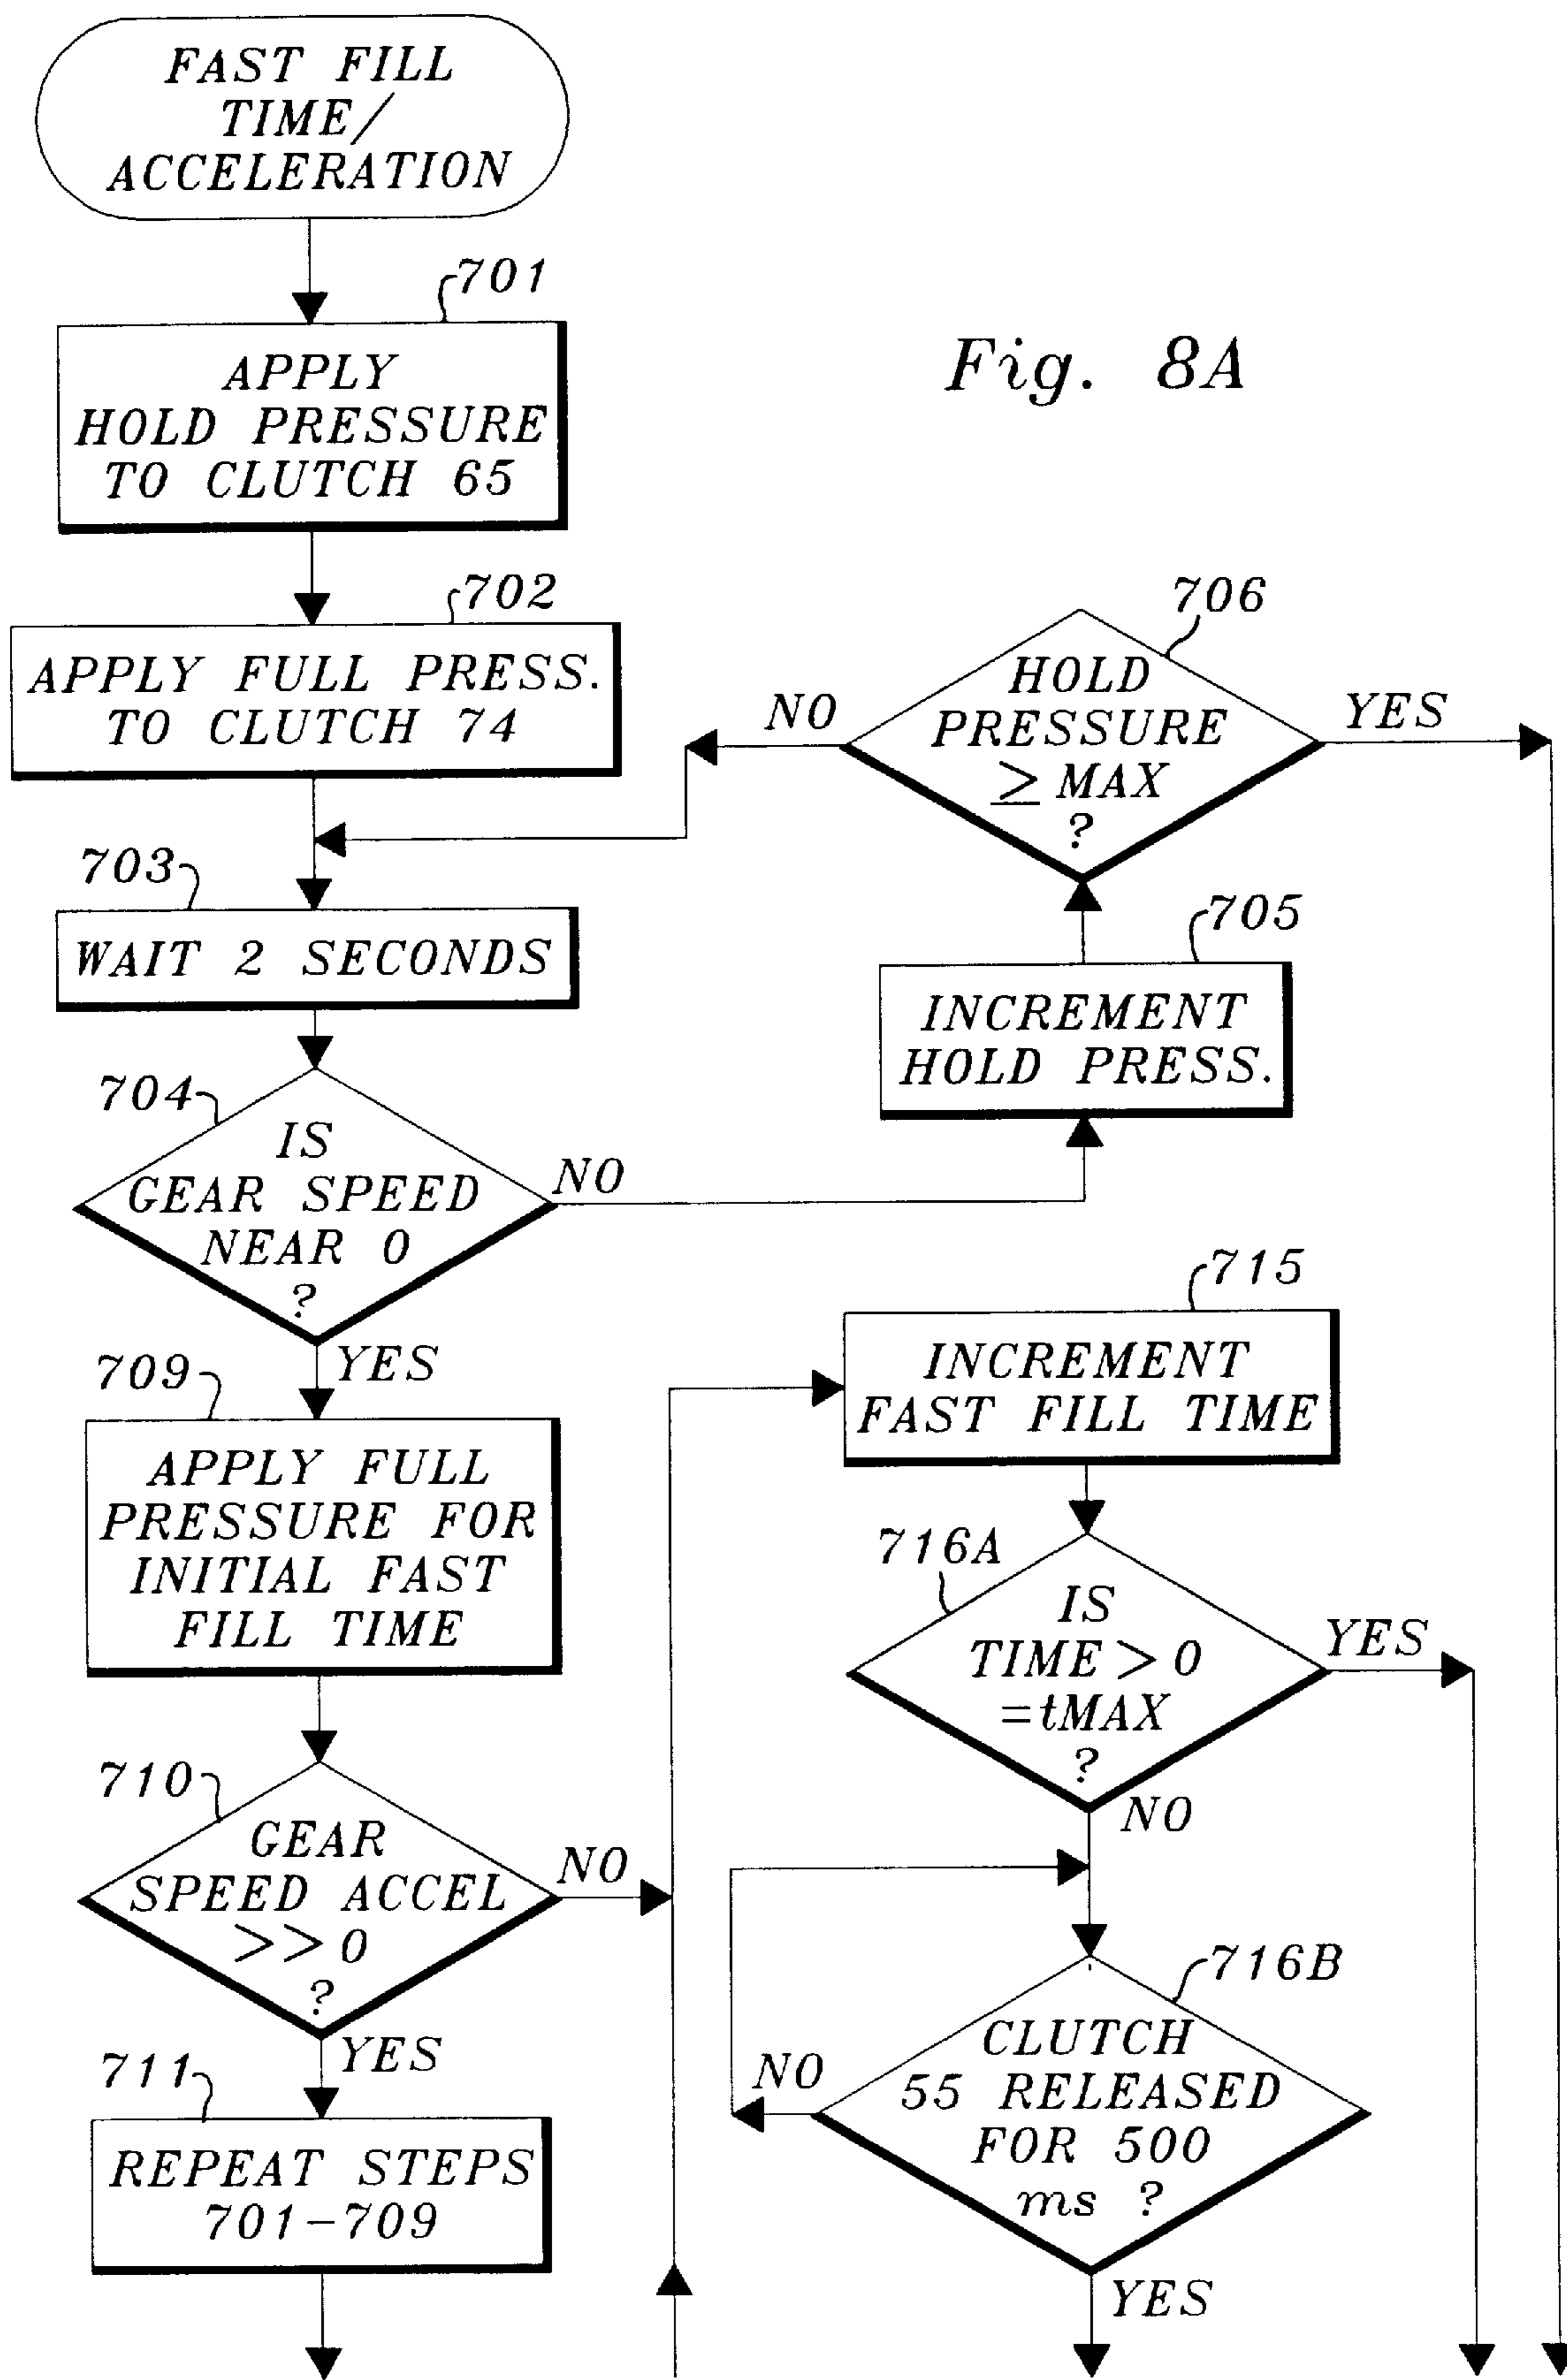 FAST FILL
TIME/
ACCELERATION
701
APPLY
HOLD PRESSURE
TO CLUTCH 65
Fig. 8A
702
APPLY FULL PRESS.
TO CLUTCH 74
706
HOLD
PRESSURE
≥ MAX
?
NO
YES
703
WAIT 2 SECONDS
705
INCREMENT
HOLD PRESS.
704
IS
GEAR SPEED
NEAR 0
?
NO
YES
709
APPLY FULL
PRESSURE FOR
INITIAL FAST
FILL TIME
715
INCREMENT
FAST FILL TIME
716A
IS
TIME > 0
=tMAX
?
YES
NO
710
GEAR
SPEED ACCEL
>> 0
?
NO
YES
711
REPEAT STEPS
701-709
716B
CLUTCH
55 RELEASED
FOR 500
ms ?
NO
YES